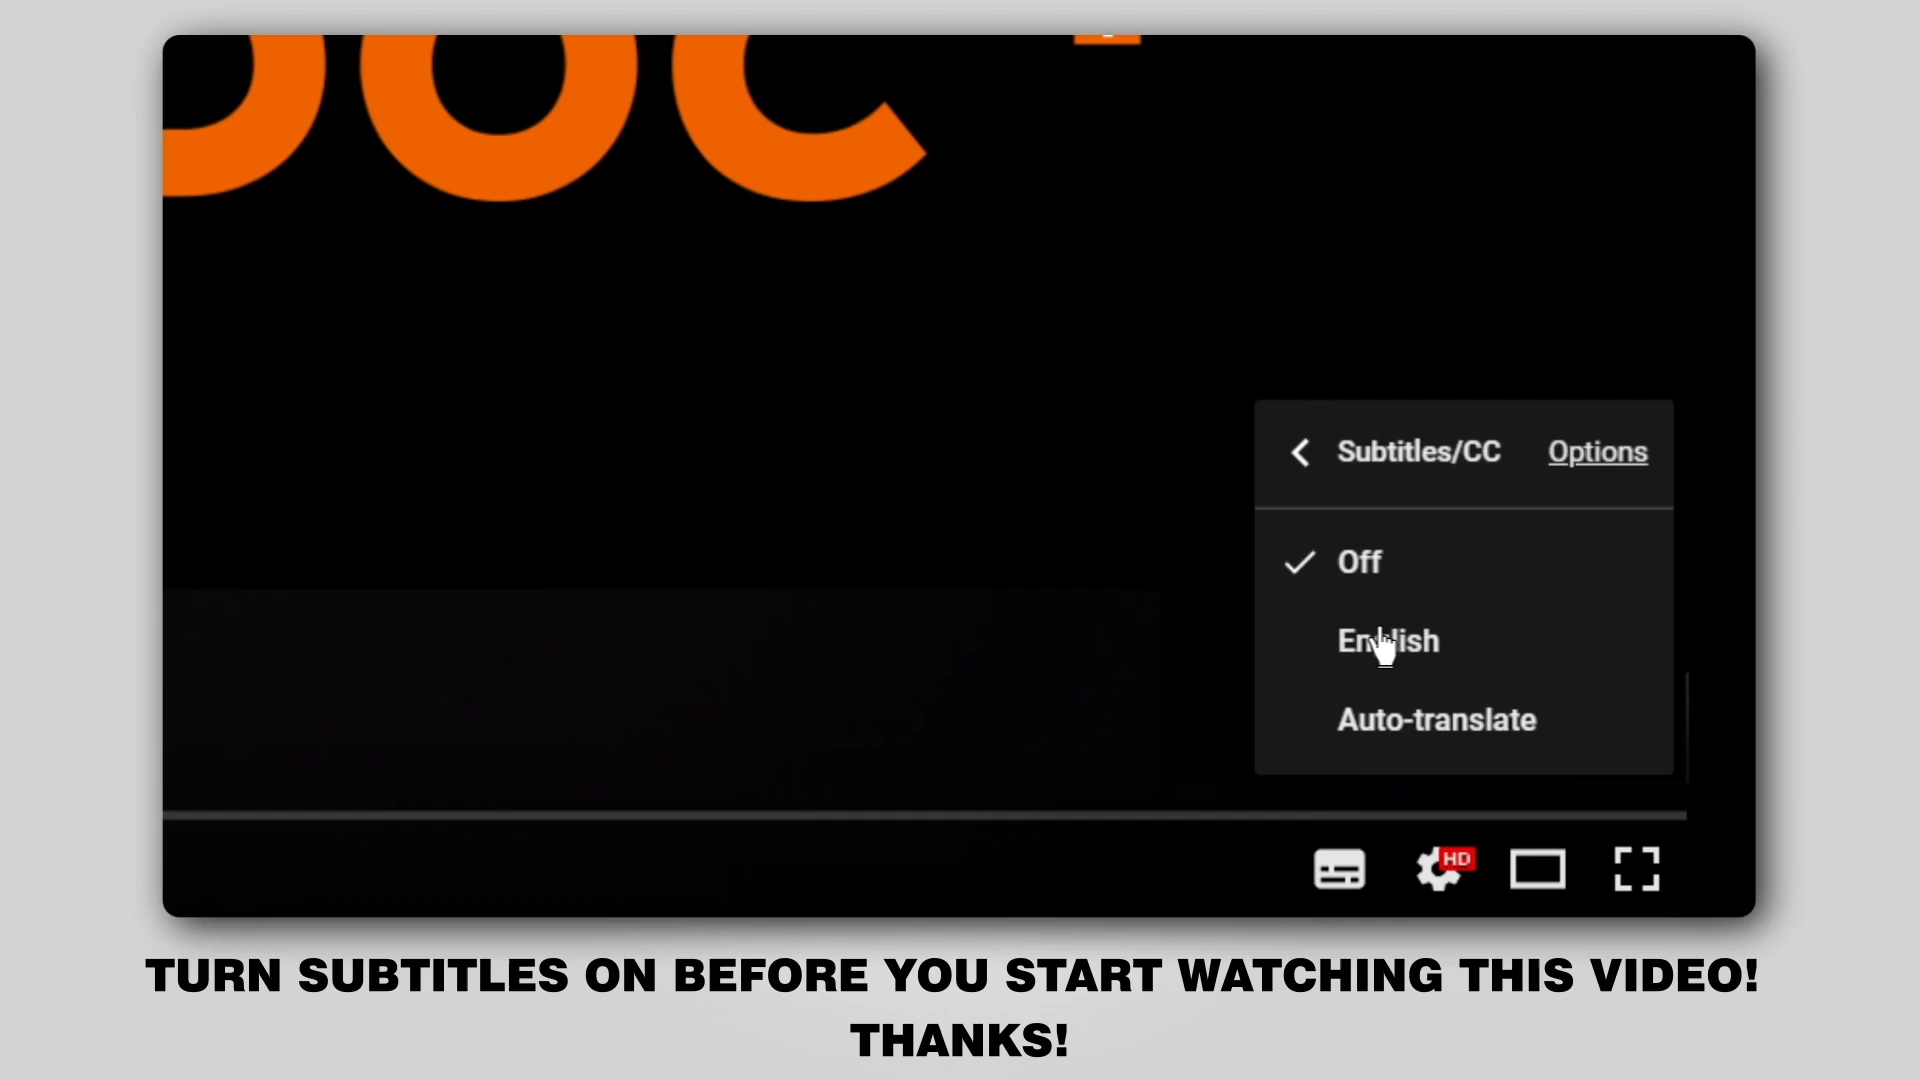 Subtitles/CC Options
Off
English
Auto-translate
HD
TURN SUBTITLES ON BEFORE YOU START WATCHING THIS VIDEO!
THANKS!